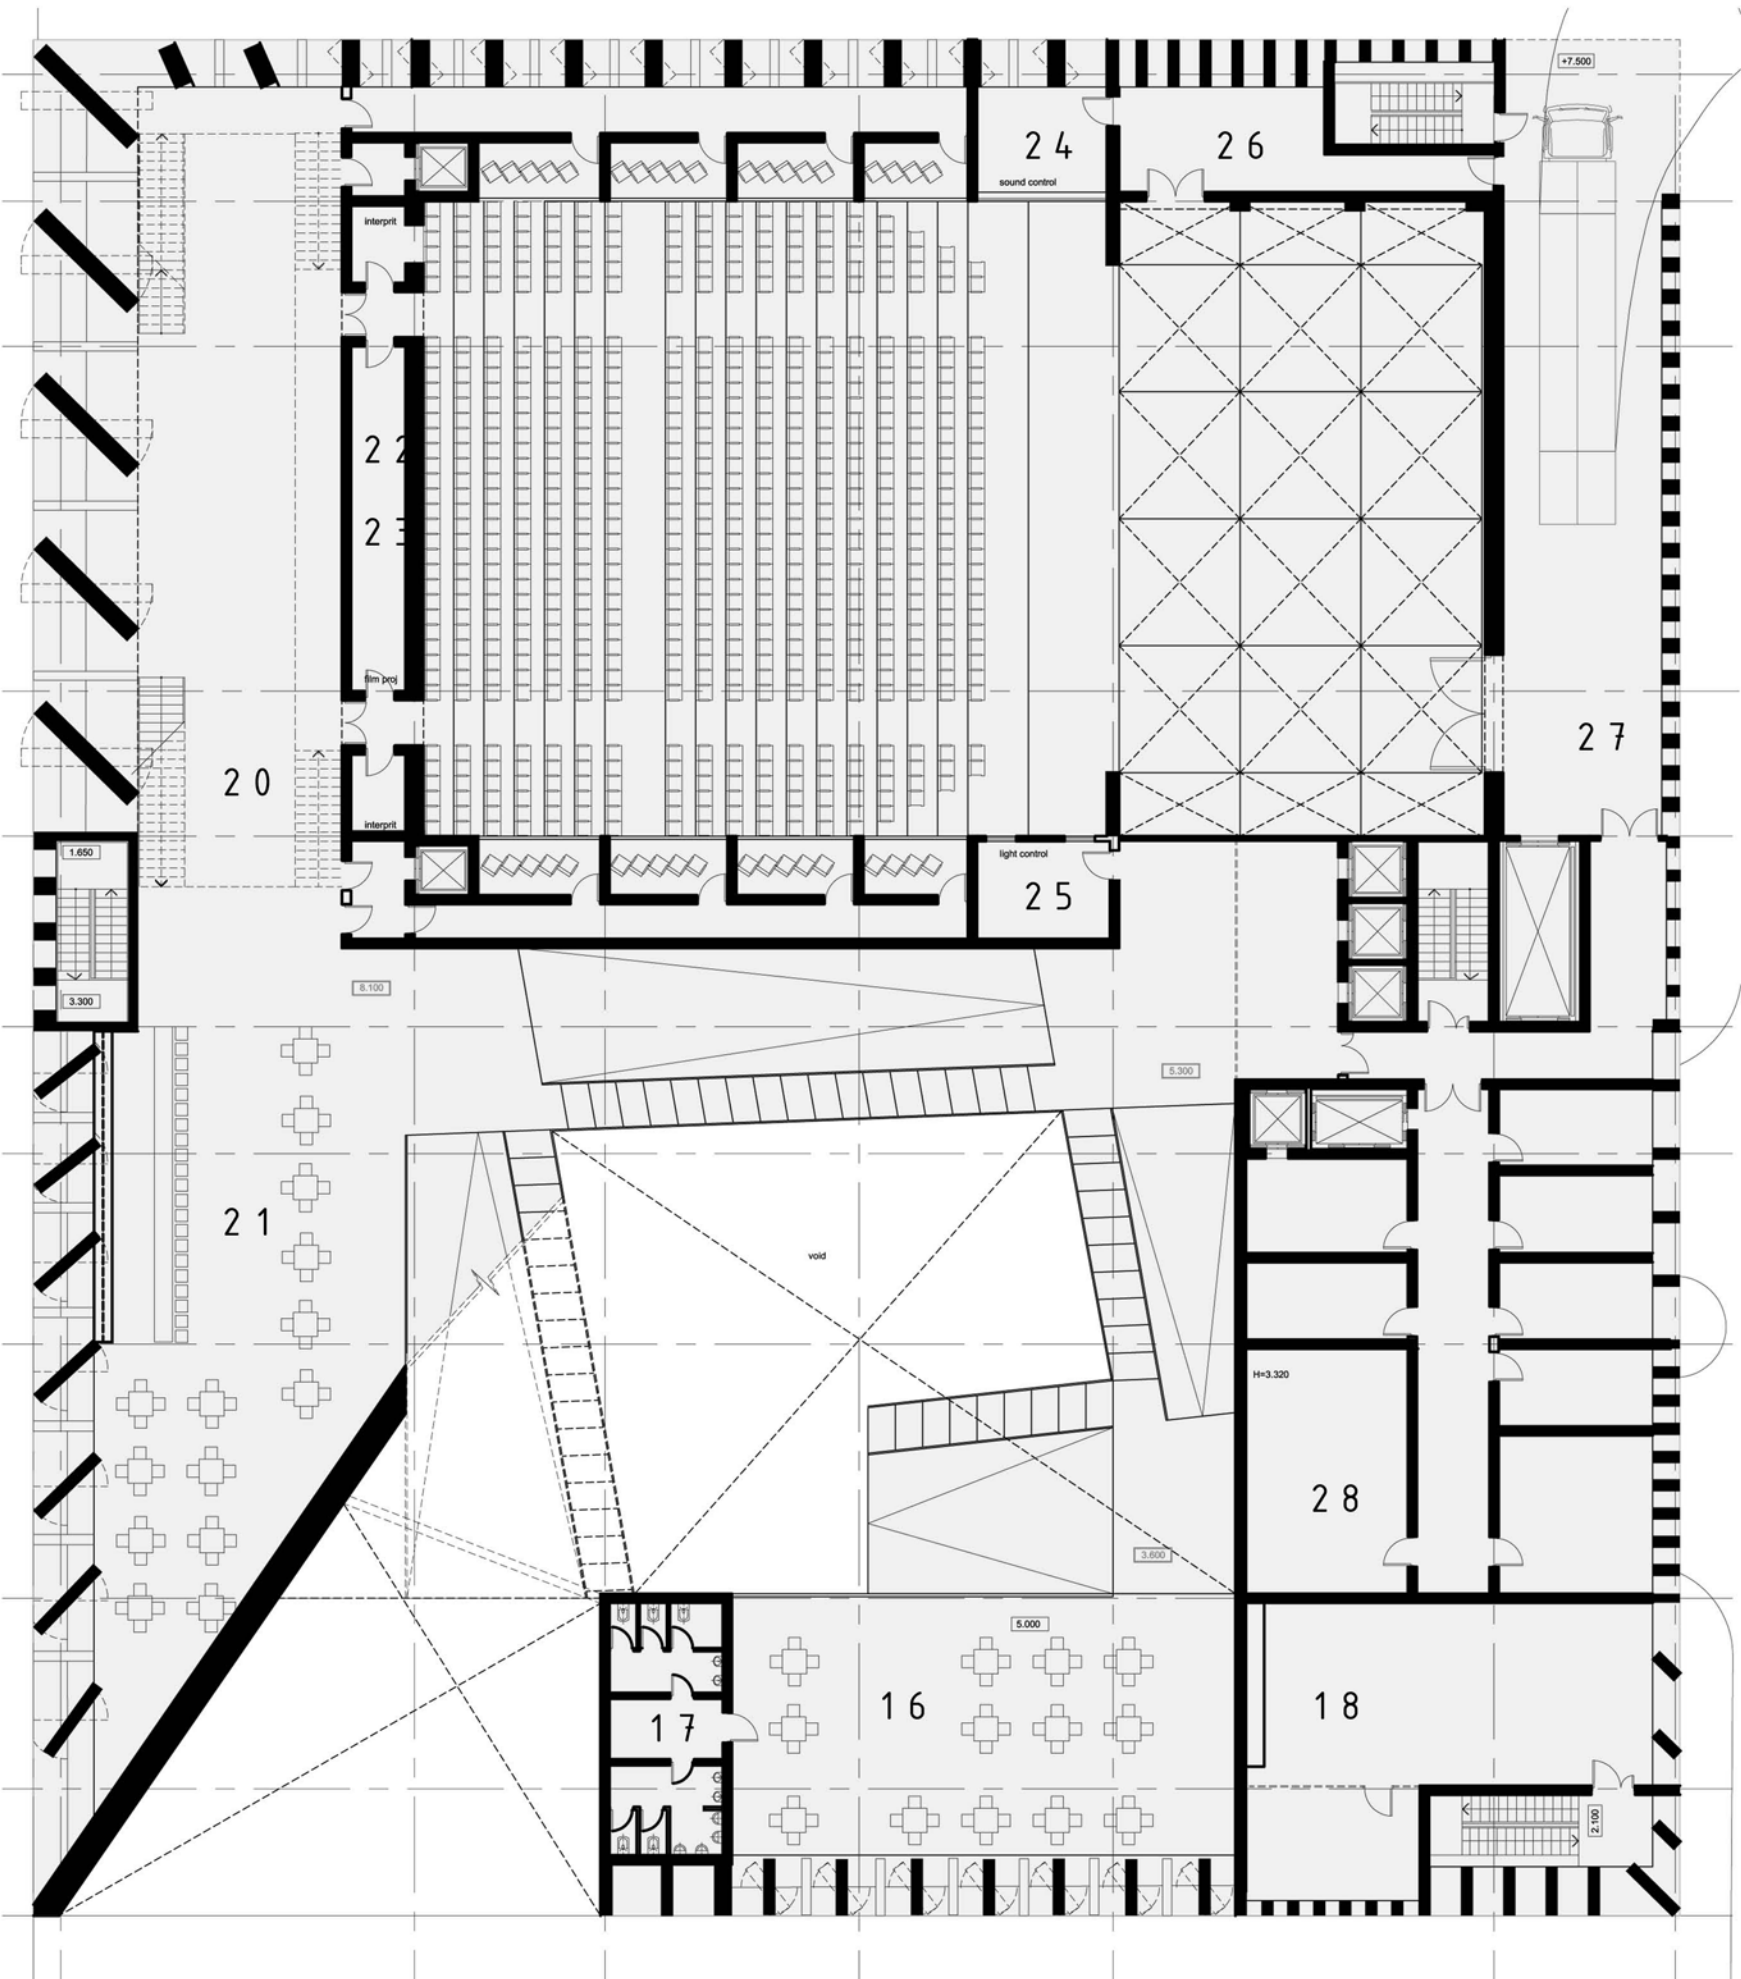 +7.500
24
26
sound control
interprit
22
23
film proj
27
20
interprit
1.650
light control
25
3.300
8.100
5.300
21
void
H=3.320
28
3.600
5.000
16
17
18
2.100